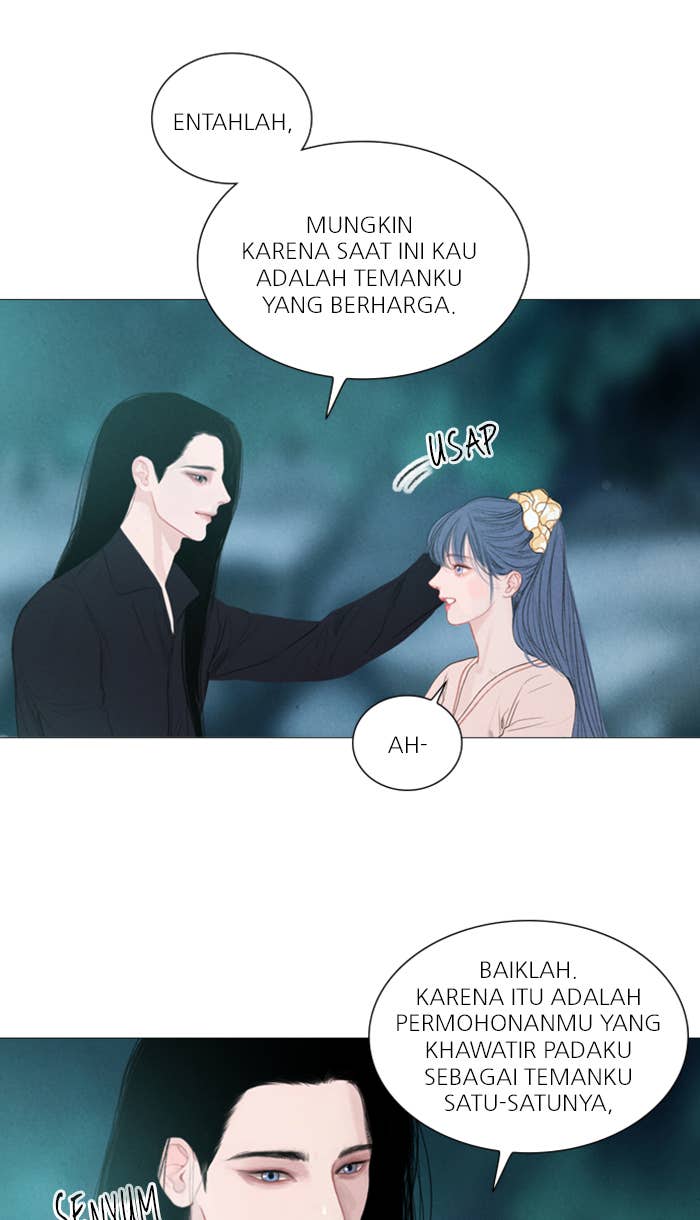 ENTAHLAH,
MUNGKIN
KARENA SAAT INI KAU
ADALAH TEMANKU
YANG BERHARGA.
USAP
AH-
BAIKLAH.
KARENA ITU ADALAH
PERMOHONANMU YANG
KHAWATIR PADAKU
SEBAGAI TEMANKU
SATU-SATUNYA,
SENYUM